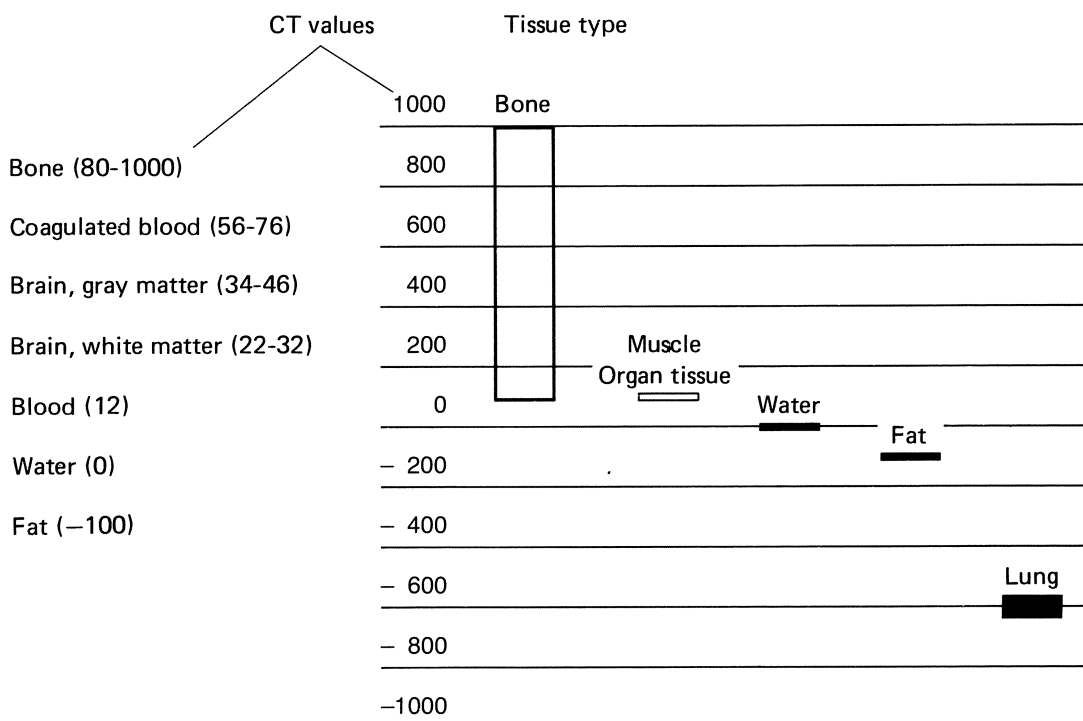 CT values Tissue type
1000 Bone
Bone (80-1000) 800
Coagulated blood (56-76) 600
Brain, gray matter (34-46) 400
Brain, white matter (22-32) 200 Muscle
Organ tissue
Blood (12) 0 Water
Fat
Water (0) – 200
Fat (—100) – 400
– 600 Lung
– 800
–1000